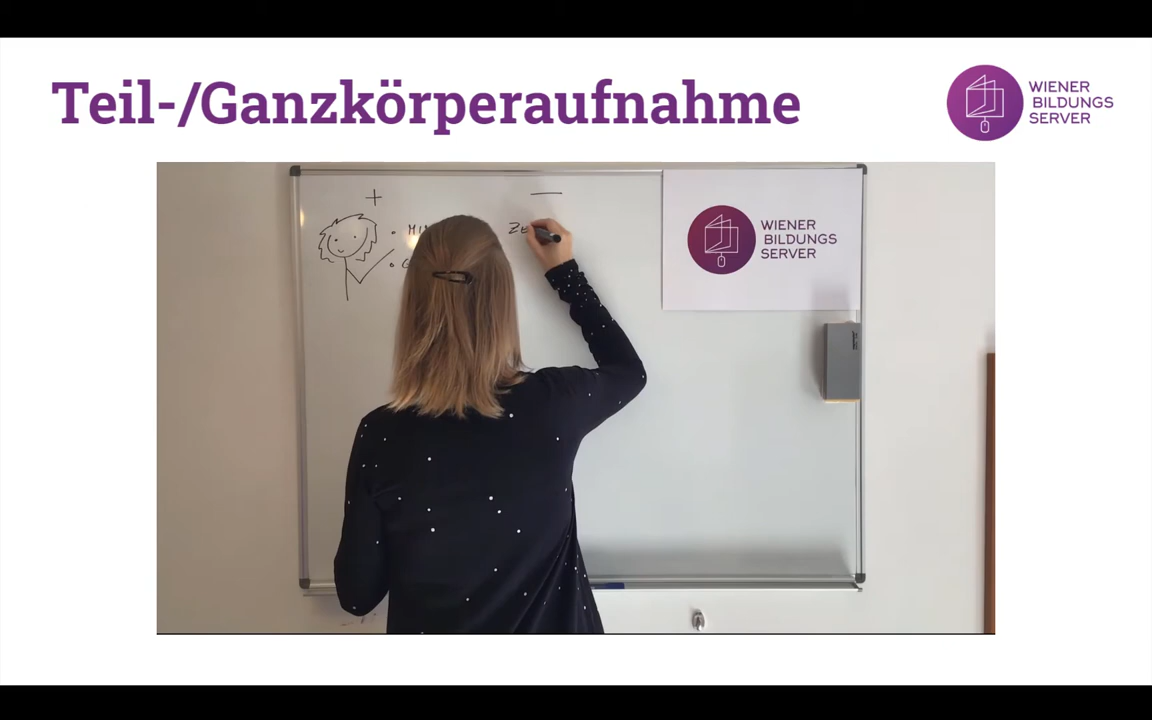 Teil-/Ganzkörperaufnahme
WIENER
BILDUNGS
SERVER
+
WIENER
BILDUNGS
SERVER